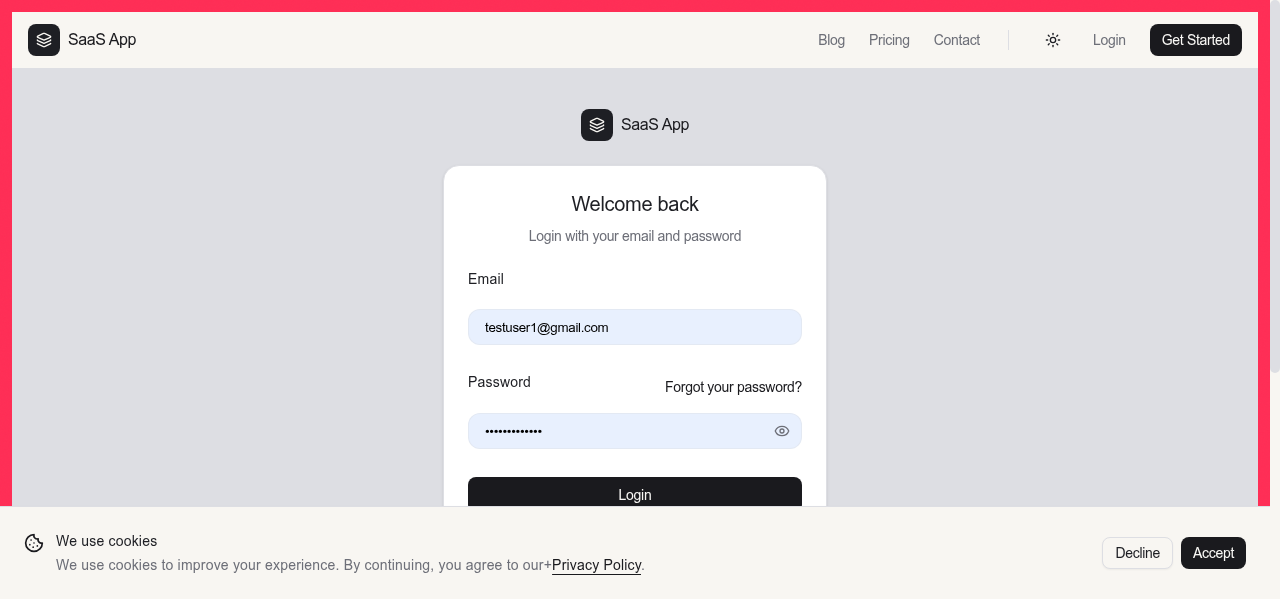 SaaS App
Blog Pricing Contact Login Get Started
SaaS App
Welcome back
Login with your email and password
Email
testuser1@gmail.com
Password Forgot your password?
•••••••••••••
Login
We use cookies
We use cookies to improve your experience. By continuing, you agree to our+Privacy Policy.
Decline Accept